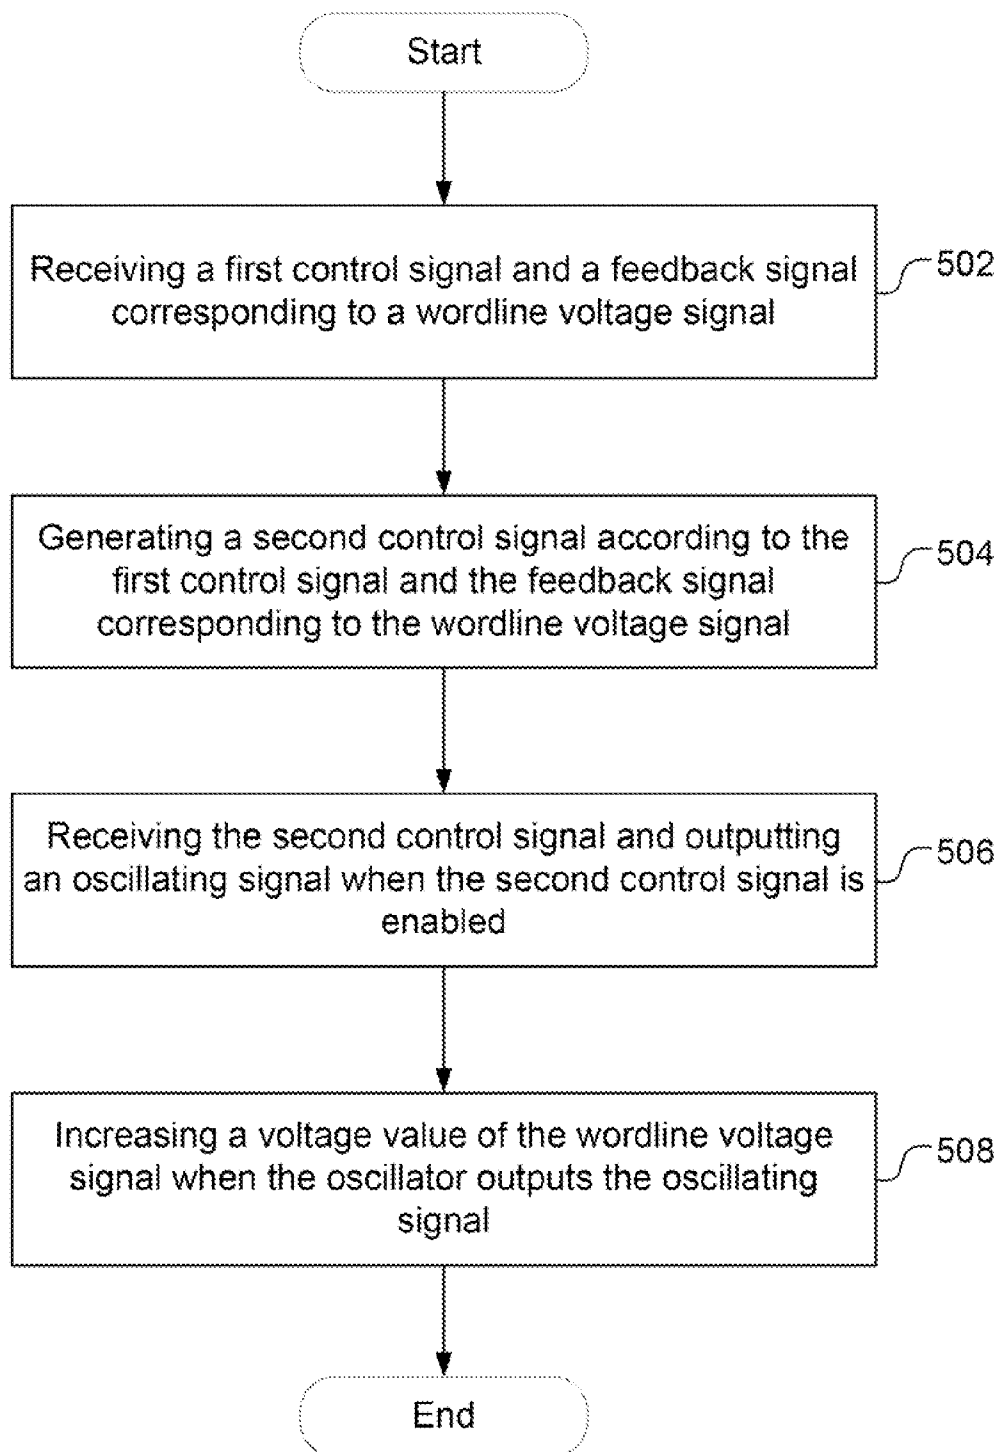 Start
Receiving a first control signal and a feedback signal
corresponding to a wordline voltage signal
502
Generating a second control signal according to the
first control signal and the feedback signal
corresponding to the wordline voltage signal
504
Receiving the second control signal and outputting
an oscillating signal when the second control signal is
enabled
506
Increasing a voltage value of the wordline voltage
signal when the oscillator outputs the oscillating
signal
508
End